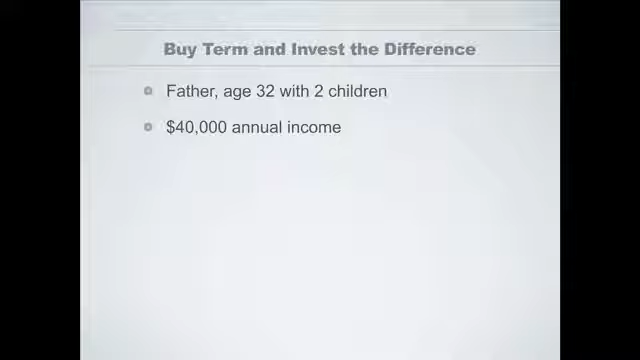 Buy Term and Invest the Difference
Father, age 32 with 2 children
$40,000 annual income